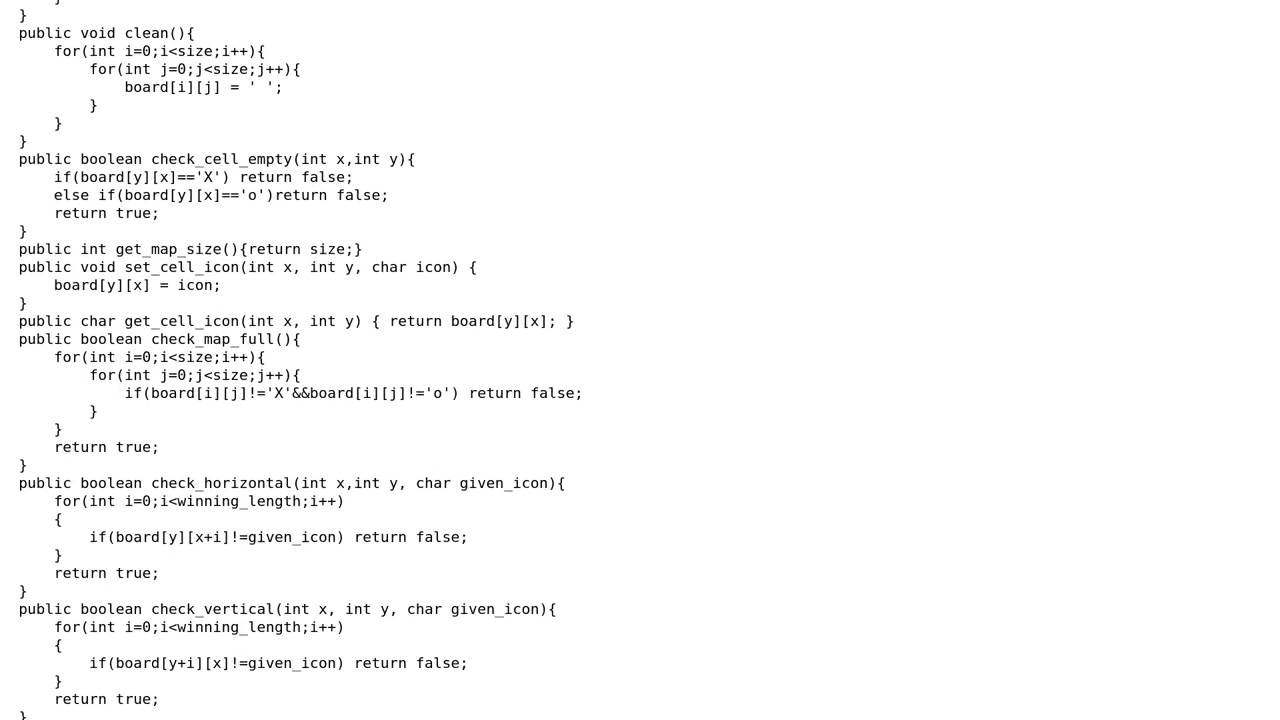 }
}
public void clean(){
    for(int i=0;i<size;i++){
        for(int j=0;j<size;j++){
            board[i][j] = ' ';
        }
    }
}
public boolean check_cell_empty(int x,int y){
    if(board[y][x]=='X') return false;
    else if(board[y][x]=='o')return false;
    return true;
}
public int get_map_size(){return size;}
public void set_cell_icon(int x, int y, char icon) {
    board[y][x] = icon;
}
public char get_cell_icon(int x, int y) { return board[y][x]; }
public boolean check_map_full(){
    for(int i=0;i<size;i++){
        for(int j=0;j<size;j++){
            if(board[i][j]!='X'&&board[i][j]!='o') return false;
        }
    }
    return true;
}
public boolean check_horizontal(int x,int y, char given_icon){
    for(int i=0;i<winning_length;i++)
    {
        if(board[y][x+i]!=given_icon) return false;
    }
    return true;
}
public boolean check_vertical(int x, int y, char given_icon){
    for(int i=0;i<winning_length;i++)
    {
        if(board[y+i][x]!=given_icon) return false;
    }
    return true;
}